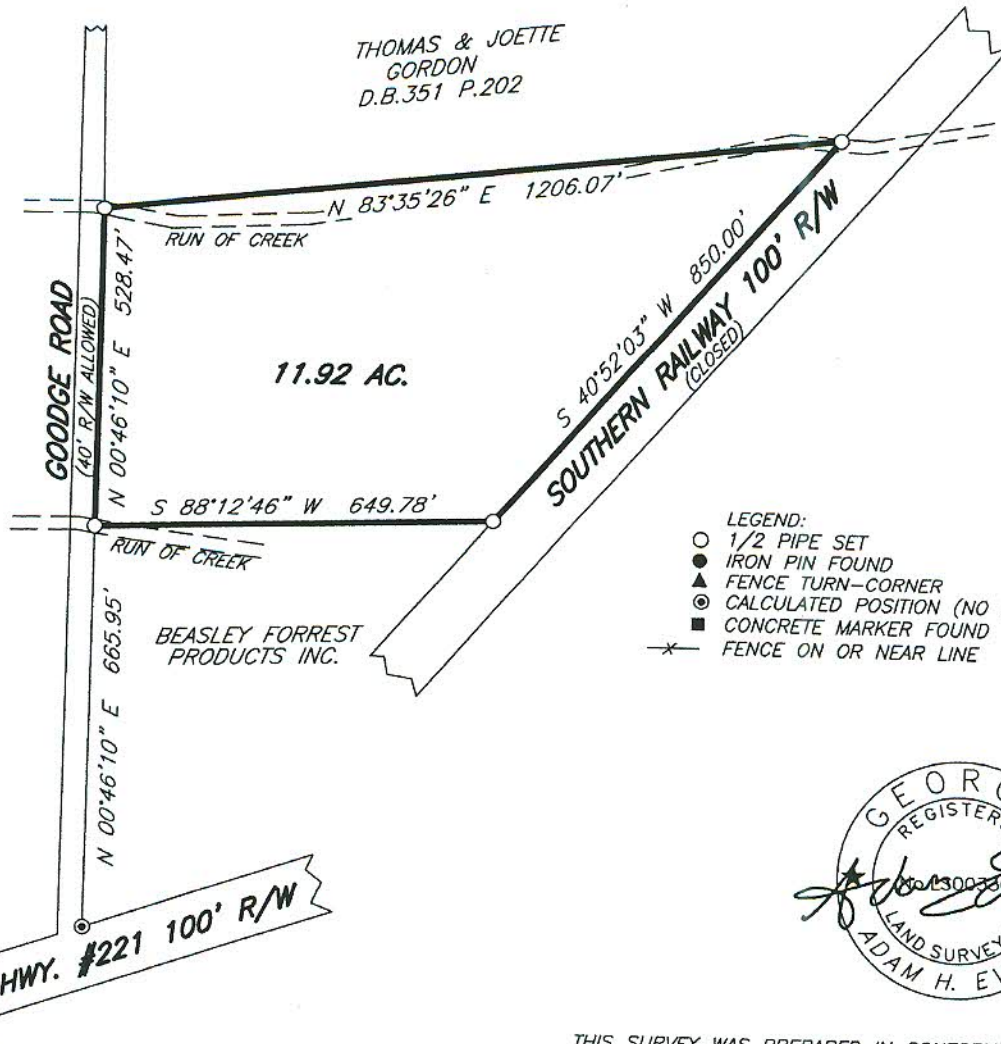 THOMAS & JOETTE
GORDON
D.B.351 P.202
N 83°35'26" E 1206.07'
RUN OF CREEK
GOODGE ROAD
(40' R/W ALLOWED)
N 00°46'10" E 528.47'
11.92 AC.
S 40°52'03" W 850.00'
SOUTHERN RAILWAY 100' R/W
(CLOSED)
S 88°12'46" W 649.78'
RUN OF CREEK
LEGEND:
1/2 PIPE SET
IRON PIN FOUND
FENCE TURN-CORNER
CALCULATED POSITION (NO
CONCRETE MARKER FOUND
FENCE ON OR NEAR LINE
BEASLEY FORREST
PRODUCTS INC.
N 00°46'10" E 665.95'
HWY. #221 100' R/W
GEORG
REGISTER
LAND SURVEY
ADAM H. EV
THIS SURVEY WAS PREPARED IN